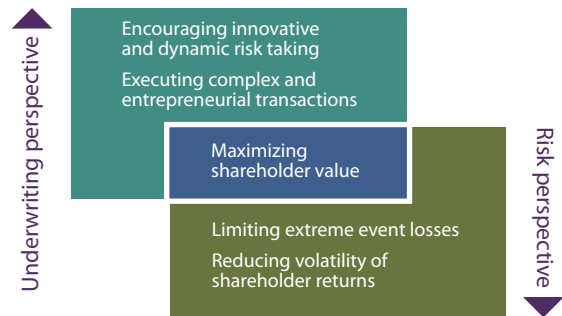 Underwriting perspective
Encouraging innovative
and dynamic risk taking
Executing complex and
entrepreneurial transactions
Maximizing
shareholder value
Limiting extreme event losses
Reducing volatility of
shareholder returns
Risk perspective